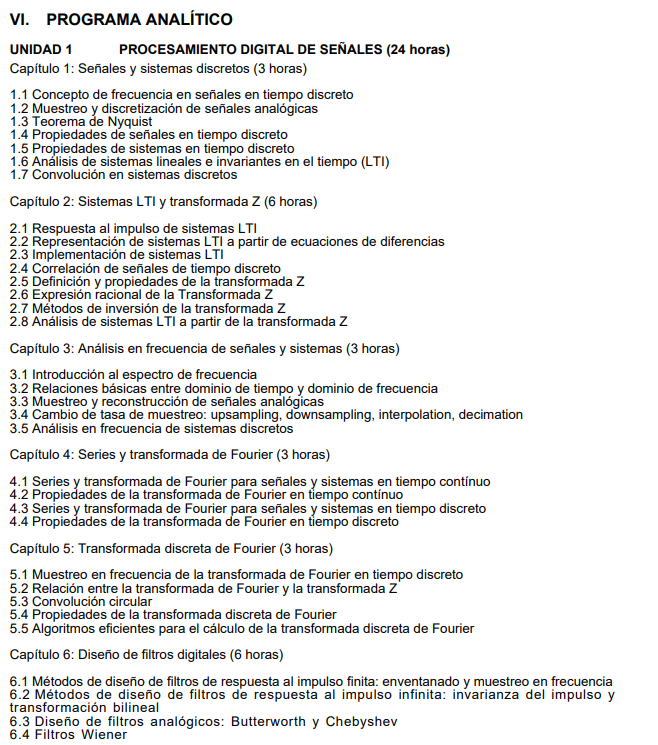 VI. PROGRAMA ANALÍTICO
UNIDAD 1 PROCESAMIENTO DIGITAL DE SEÑALES (24 horas)
Capítulo 1: Señales y sistemas discretos (3 horas)
1.1 Concepto de frecuencia en señales en tiempo discreto
1.2 Muestreo y discretización de señales analógicas
1.3 Teorema de Nyquist
1.4 Propiedades de señales en tiempo discreto
1.5 Propiedades de sistemas en tiempo discreto
1.6 Análisis de sistemas lineales e invariantes en el tiempo (LTI)
1.7 Convolución en sistemas discretos
Capítulo 2: Sistemas LTI y transformada Z (6 horas)
2.1 Respuesta al impulso de sistemas LTI
2.2 Representación de sistemas LTI a partir de ecuaciones de diferencias
2.3 Implementación de sistemas LTI
2.4 Correlación de señales de tiempo discreto
2.5 Definición y propiedades de la transformada Z
2.6 Expresión racional de la Transformada Z
2.7 Métodos de inversión de la transformada Z
2.8 Análisis de sistemas LTI a partir de la transformada Z
Capítulo 3: Análisis en frecuencia de señales y sistemas (3 horas)
3.1 Introducción al espectro de frecuencia
3.2 Relaciones básicas entre dominio de tiempo y dominio de frecuencia
3.3 Muestreo y reconstrucción de señales analógicas
3.4 Cambio de tasa de muestreo: upsampling, downsampling, interpolation, decimation
3.5 Análisis en frecuencia de sistemas discretos
Capítulo 4: Series y transformada de Fourier (3 horas)
4.1 Series y transformada de Fourier para señales y sistemas en tiempo contínuo
4.2 Propiedades de la transformada de Fourier en tiempo contínuo
4.3 Series y transformada de Fourier para señales y sistemas en tiempo discreto
4.4 Propiedades de la transformada de Fourier en tiempo discreto
Capítulo 5: Transformada discreta de Fourier (3 horas)
5.1 Muestreo en frecuencia de la transformada de Fourier en tiempo discreto
5.2 Relación entre la transformada de Fourier y la transformada Z
5.3 Convolución circular
5.4 Propiedades de la transformada discreta de Fourier
5.5 Algoritmos eficientes para el cálculo de la transformada discreta de Fourier
Capítulo 6: Diseño de filtros digitales (6 horas)
6.1 Métodos de diseño de filtros de respuesta al impulso finita: enventanado y muestreo en frecuencia
6.2 Métodos de diseño de filtros de respuesta al impulso infinita: invarianza del impulso y
transformación bilineal
6.3 Diseño de filtros analógicos: Butterworth y Chebyshev
6.4 Filtros Wiener